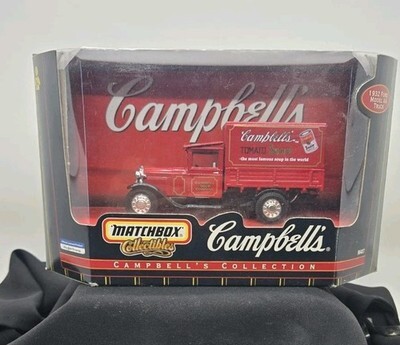 Campbell's
1932 Ford
Model AA
Truck
Campbell's
TOMATO Soup
-the most famous soup in the world
MATCHBOX
Collectibles
Campbell's®
CAMPBELL'S COLLECTION